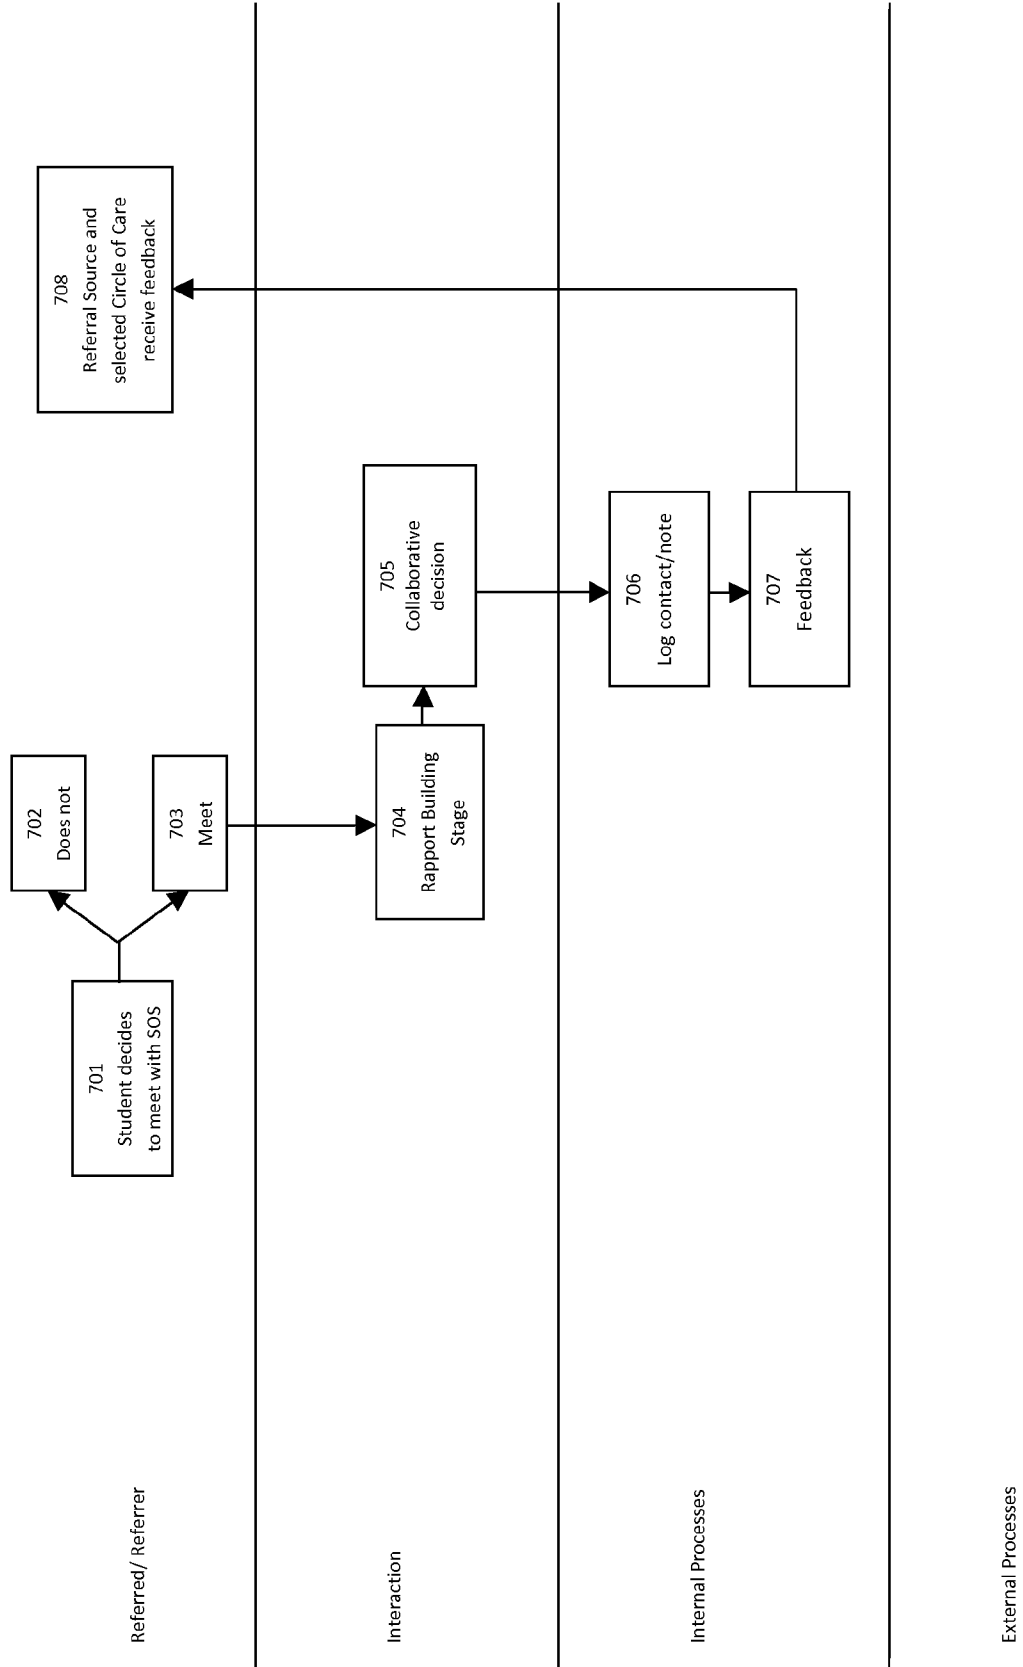 Referred/ Referrer
701
Student decides
to meet with SOS
702
Does not
703
Meet
708
Referral Source and
selected Circle of Care
receive feedback
Interaction
704
Rapport Building
Stage
705
Collaborative
decision
Internal Processes
706
Log contact/note
707
Feedback
External Processes